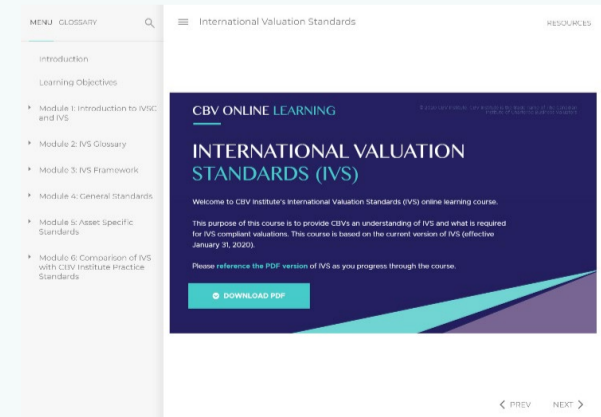 MENU GLOSSARY
Introduction
Learning Objectives
Module 1: Introduction to IVSC
and IVS
Module 2: IVS Glossary
Module 3: IVS Framework
Module 4: General Standards
Module 5: Asset Specific
Standards
Module 6: Comparison of IVS
with CBV Institute Practice
Standards
International Valuation Standards
RESOURCES
CBV ONLINE LEARNING
INTERNATIONAL VALUATION
STANDARDS (IVS)
Welcome to CBV Institute's International Valuation Standards (IVS) online learning course.
This purpose of this course is to provide CBVs an understanding of IVS and what is required
for IVS compliant valuations. This course is based on the current version of IVS (effective
January 31, 2020).
Please reference the PDF version of IVS as you progress through the course.
DOWNLOAD PDF
PREV NEXT